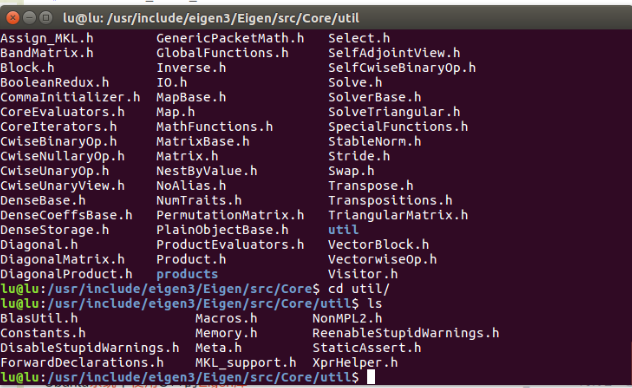 lu@lu: /usr/include/eigen3/Eigen/src/Core/util
Assign_MKL.h GenericPacketMath.h Select.h
BandMatrix.h GlobalFunctions.h SelfAdjointView.h
Block.h Inverse.h SelfCwiseBinaryOp.h
BooleanRedux.h IO.h Solve.h
CommaInitializer.h MapBase.h SolverBase.h
CoreEvaluators.h Map.h SolveTriangular.h
CoreIterators.h MathFunctions.h SpecialFunctions.h
CwiseBinaryOp.h MatrixBase.h StableNorm.h
CwiseNullaryOp.h Matrix.h Stride.h
CwiseUnaryOp.h NestByValue.h Swap.h
CwiseUnaryView.h NoAlias.h Transpose.h
DenseBase.h NumTraits.h Transpositions.h
DenseCoeffsBase.h PermutationMatrix.h TriangularMatrix.h
DenseStorage.h PlainObjectBase.h util
Diagonal.h ProductEvaluators.h VectorBlock.h
DiagonalMatrix.h Product.h VectorwiseOp.h
DiagonalProduct.h products Visitor.h
lu@lu:/usr/include/eigen3/Eigen/src/Core$ cd util/
lu@lu:/usr/include/eigen3/Eigen/src/Core/util$ ls
BlasUtil.h Macros.h NonMPL2.h
Constants.h Memory.h ReenableStupidWarnings.h
DisableStupidWarnings.h Meta.h StaticAssert.h
ForwardDeclarations.h MKL_support.h XprHelper.h
lu@lu:/usr/include/eigen3/Eigen/src/Core/util$